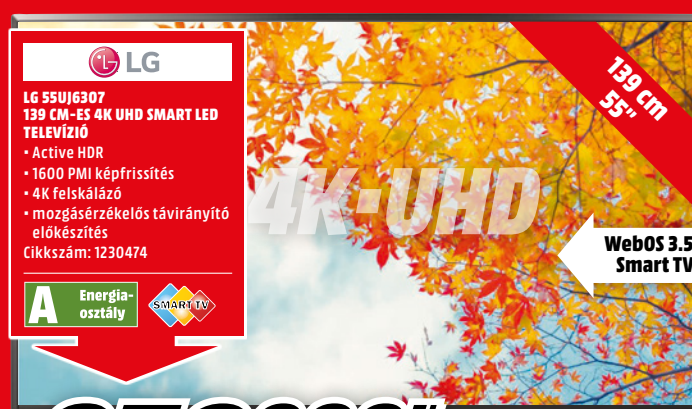 LG
LG 55UJ6307
139 CM-ES 4K UHD SMART LED
TELEVÍZIÓ
• Active HDR
• 1600 PMI képfrissítés
• 4K felskálázó
• mozgásérzékelős távirányító
előkészítés
Cikkszám: 1230474
A Energia-
osztály
SMART TV
4K-UHD
139 cm
55"
WebOS 3.5
Smart TV